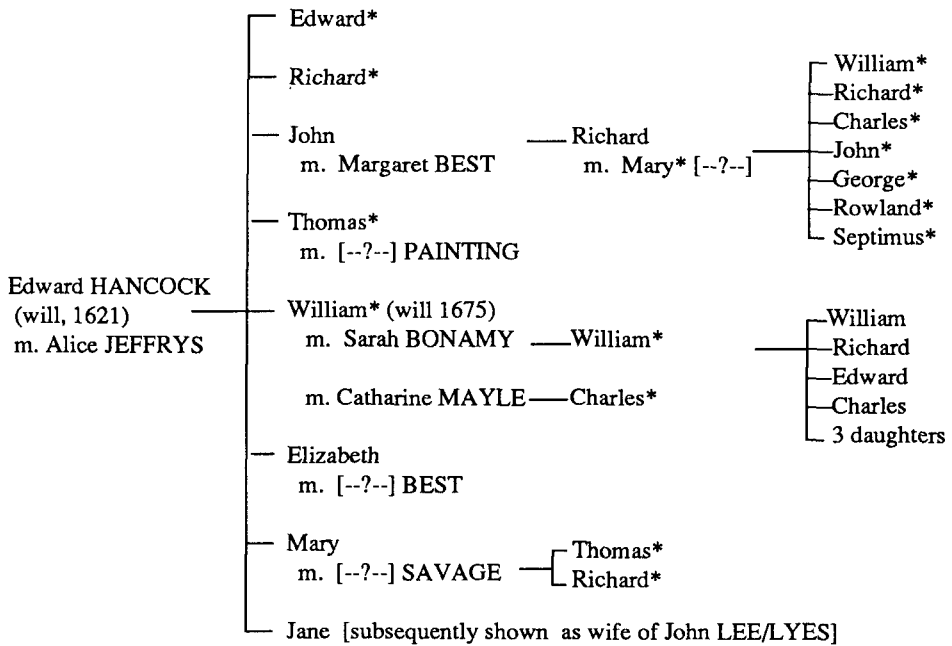 Edward*
Richard*
John
m. Margaret BEST
Richard
m. Mary* [--?--]
William*
Richard*
Charles*
John*
George*
Rowland*
Septimus*
Thomas*
m. [--?--] PAINTING
Edward HANCOCK
(will, 1621)
m. Alice JEFFRYS
William* (will 1675)
m. Sarah BONAMY
William*
m. Catharine MAYLE
Charles*
William
Richard
Edward
Charles
3 daughters
Elizabeth
m. [--?--] BEST
Mary
m. [--?--] SAVAGE
Thomas*
Richard*
Jane [subsequently shown as wife of John LEE/LYES]